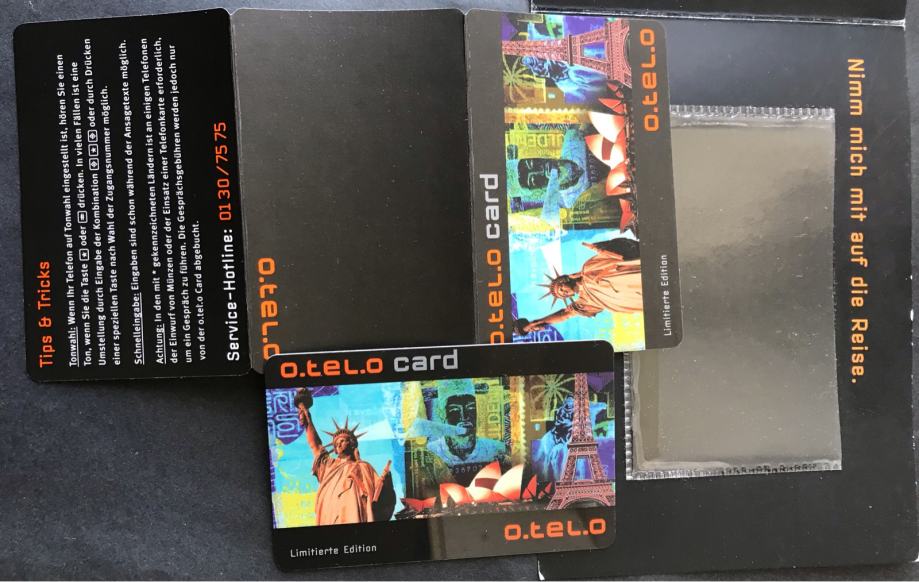 Tips & Tricks
Tonwahl: Wenn Ihr Telefon auf Tonwahl eingestellt ist, hören Sie einen
Ton, wenn Sie die Taste * oder # drücken. In vielen Fällen ist eine
Umstellung durch Eingabe der Kombination oder durch Drücken
einer speziellen Taste nach Wahl der Zugangsnummer möglich.
Schnelleingabe: Eingaben sind schon während der Ansagetexte möglich.
Achtung: In den mit * gekennzeichneten Ländern ist an einigen Telefonen
der Einwurf von Münzen oder der Einsatz einer Telefonkarte erforderlich,
um ein Gespräch zu führen. Die Gesprächsgebühren werden jedoch nur
von der o.tel.o Card abgebucht.
Service-Hotline: 01 30/75 75
o.tel.o
o.tel.o card
Limitierte Edition
o.tel.o
Nimm mich mit auf die Reise.
o.tel.o card
Limitierte Edition
o.tel.o